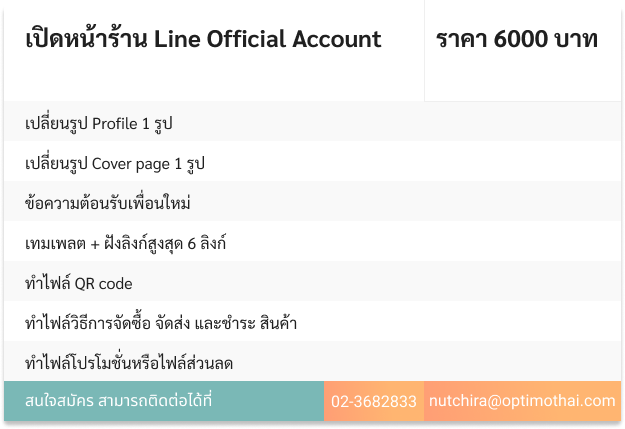 เปิดหน้าร้าน Line Official Account ราคา 6000 บาท
เปลี่ยนรูป Profile 1 รูป
เปลี่ยนรูป Cover page 1 รูป
ข้อความต้อนรับเพื่อนใหม่
เทมเพลต + ฝังลิงก์สูงสุด 6 ลิงก์
ทำไฟล์ QR code
ทำไฟล์วิธีการจัดซื้อ จัดส่ง และชำระ สินค้า
ทำไฟล์โปรโมชั่นหรือไฟล์ส่วนลด
สนใจสมัคร สามารถติดต่อได้ที่ 02-3682833 nutchira@optimothai.com